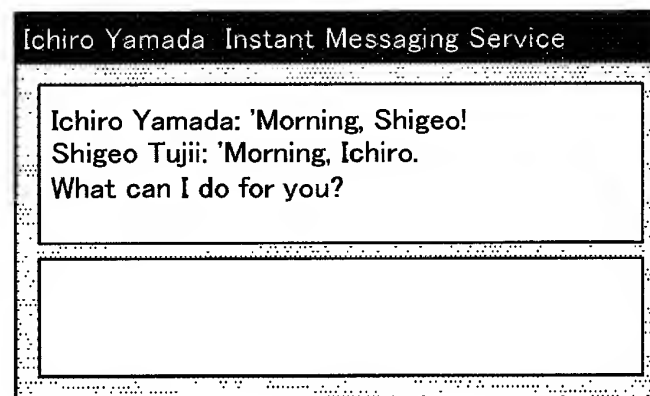 Ichiro Yamada  Instant Messaging Service
Ichiro Yamada: 'Morning, Shigeo!
Shigeo Tujii: 'Morning, Ichiro.
What can I do for you?